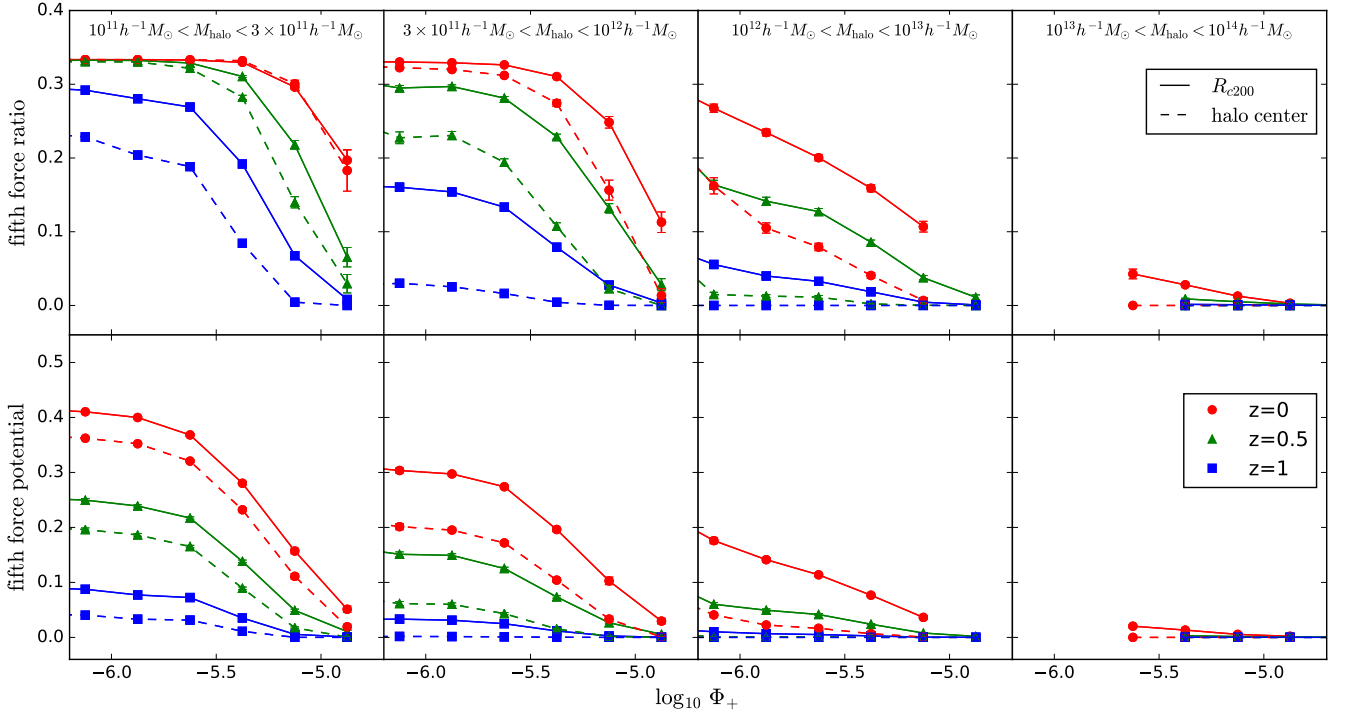 10^{11}h^{-1}M_⊙ < M_halo < 3 × 10^{11}h^{-1}M_⊙
3 × 10^{11}h^{-1}M_⊙ < M_halo < 10^{12}h^{-1}M_⊙
10^{12}h^{-1}M_⊙ < M_halo < 10^{13}h^{-1}M_⊙
10^{13}h^{-1}M_⊙ < M_halo < 10^{14}h^{-1}M_⊙
fifth force ratio
0.4
0.3
0.2
0.1
0.0
R_{c200}
halo center
fifth force potential
0.5
0.4
0.3
0.2
0.1
0.0
z=0
z=0.5
z=1
−6.0 −5.5 −5.0
−6.0 −5.5 −5.0
−6.0 −5.5 −5.0
−6.0 −5.5 −5.0
log_{10} Φ_+